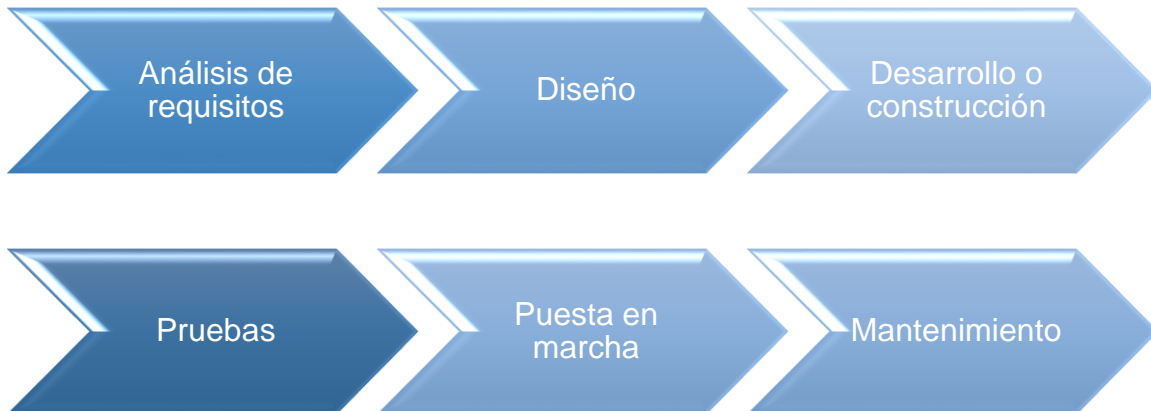 Análisis de
requisitos
Diseño
Desarrollo o
construcción
Pruebas
Puesta en
marcha
Mantenimiento